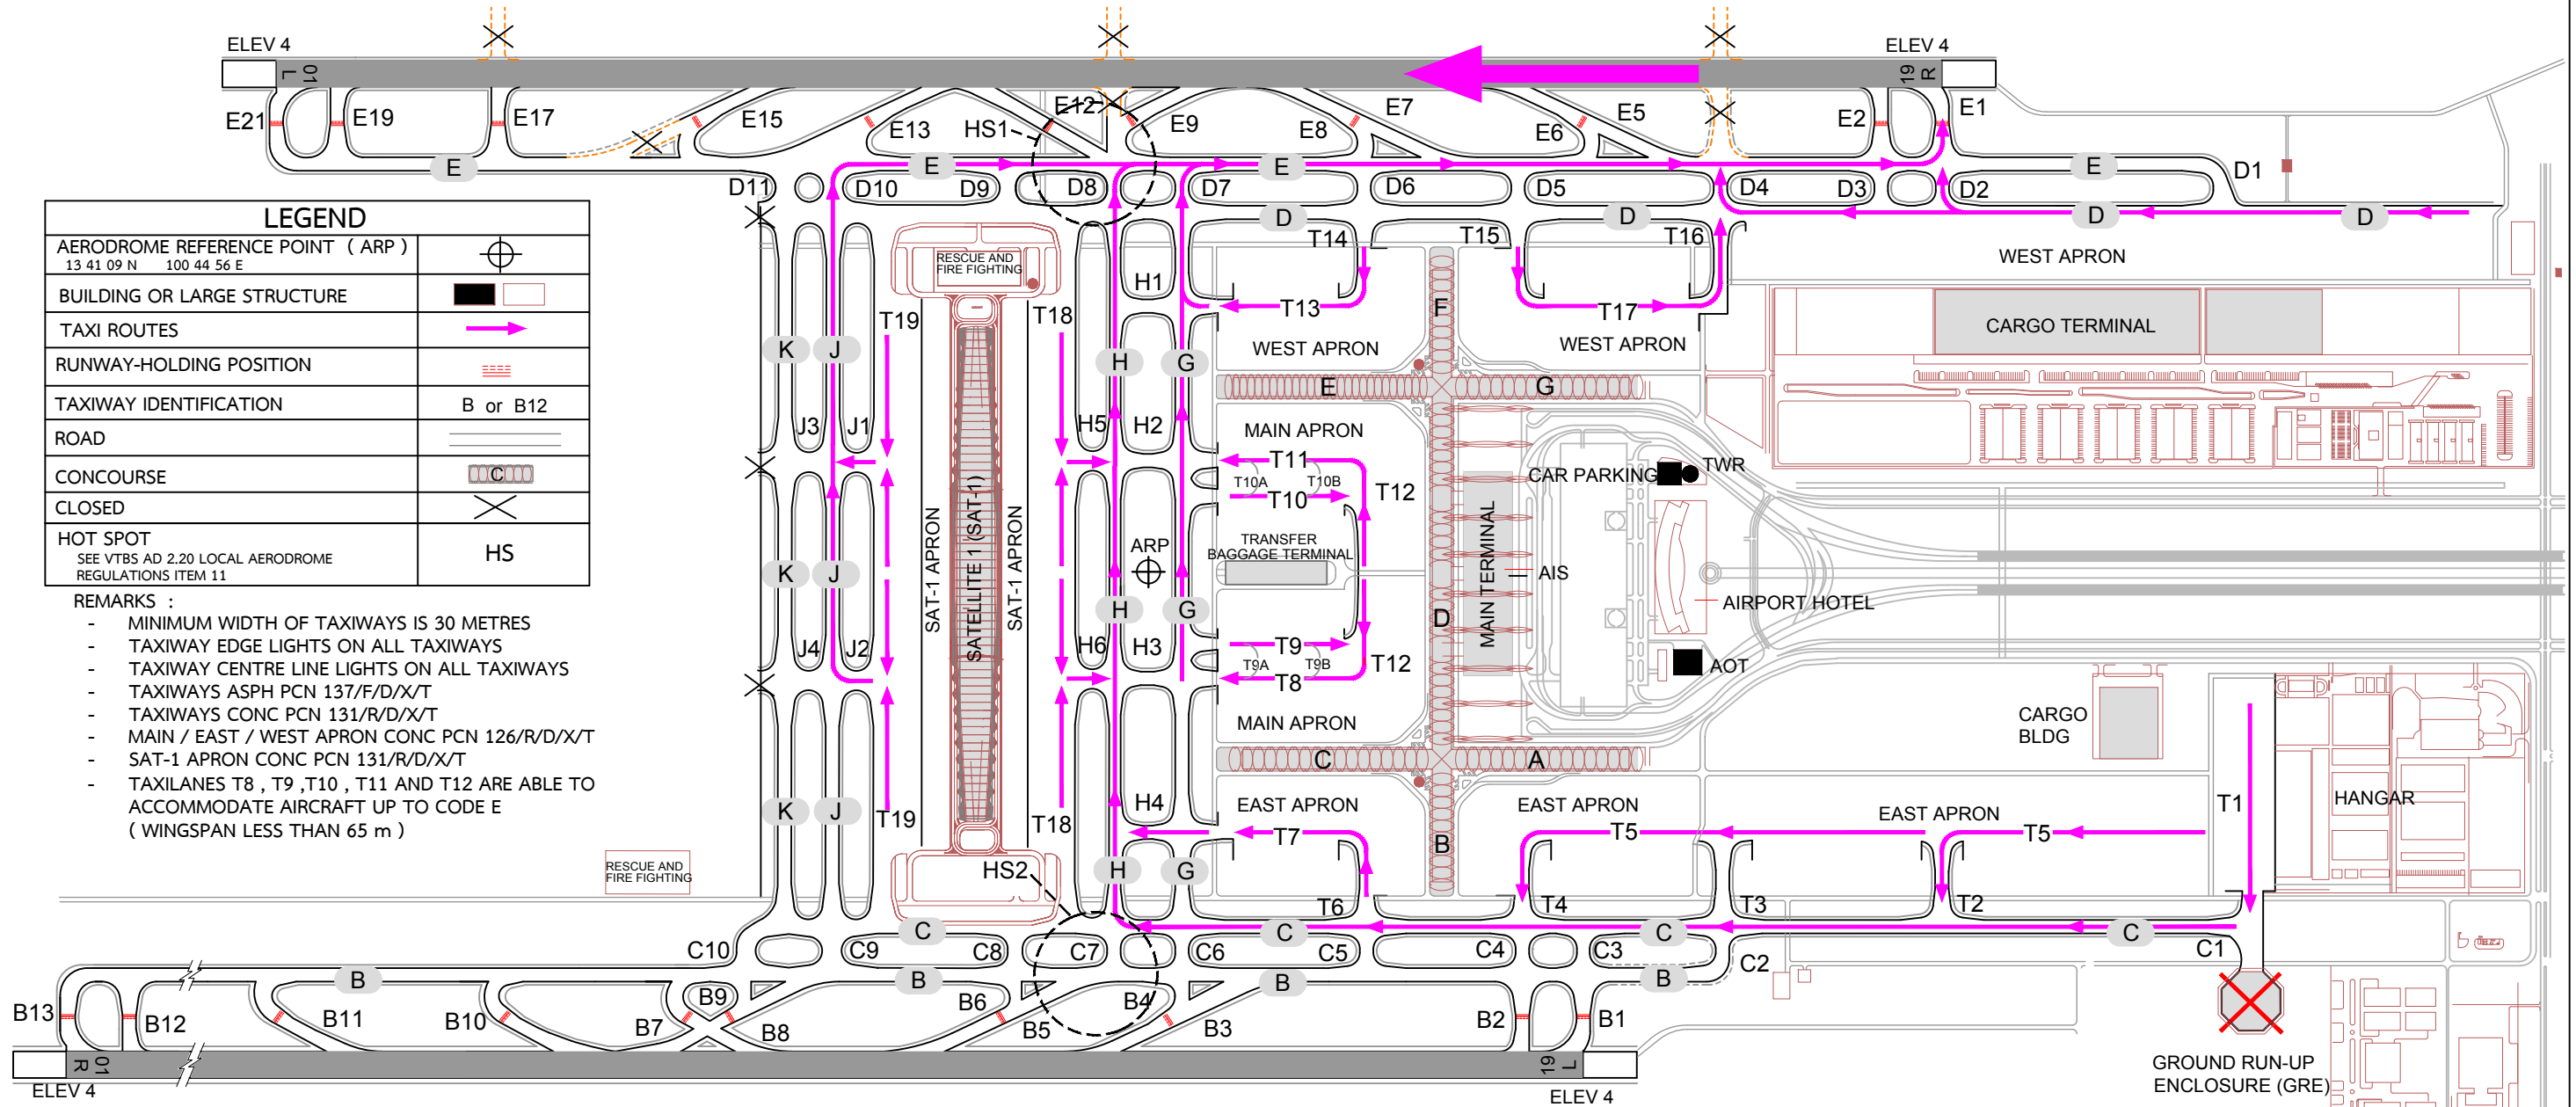 ELEV 4
ELEV 4
01
L
19
R
E21
E19
E17
E15
E13
HS1
E12
E9
E8
E7
E6
E5
E2
E1
E
E
E
E
D11
D10
D9
D8
D7
D6
D5
D4
D3
D2
D1
D
D
D
D
LEGEND
AERODROME REFERENCE POINT ( ARP )
13 41 09 N 100 44 56 E
BUILDING OR LARGE STRUCTURE
TAXI ROUTES
RUNWAY-HOLDING POSITION
TAXIWAY IDENTIFICATION
B or B12
ROAD
CONCOURSE
C
CLOSED
HOT SPOT
SEE VTBS AD 2.20 LOCAL AERODROME
REGULATIONS ITEM 11
HS
REMARKS :
- MINIMUM WIDTH OF TAXIWAYS IS 30 METRES
- TAXIWAY EDGE LIGHTS ON ALL TAXIWAYS
- TAXIWAY CENTRE LINE LIGHTS ON ALL TAXIWAYS
- TAXIWAYS ASPH PCN 137/F/D/X/T
- TAXIWAYS CONC PCN 131/R/D/X/T
- MAIN / EAST / WEST APRON CONC PCN 126/R/D/X/T
- SAT-1 APRON CONC PCN 131/R/D/X/T
- TAXILANES T8 , T9 ,T10 , T11 AND T12 ARE ABLE TO
ACCOMMODATE AIRCRAFT UP TO CODE E
( WINGSPAN LESS THAN 65 m )
RESCUE AND
FIRE FIGHTING
T14
T15
T16
H1
T13
T17
T19
T18
K
J
H
G
F
WEST APRON
WEST APRON
WEST APRON
CARGO TERMINAL
E
G
J3
J1
H5
H2
MAIN APRON
T11
T10A
T10B
T10
T12
CAR PARKING
TWR
SAT-1 APRON
SATELLITE 1 (SAT-1)
SAT-1 APRON
ARP
TRANSFER
BAGGAGE TERMINAL
MAIN TERMINAL
AIS
K
J
H
G
D
AIRPORT HOTEL
J4
J2
H6
H3
T9
T9A
T9B
T8
T12
AOT
MAIN APRON
CARGO
BLDG
C
A
EAST APRON
EAST APRON
EAST APRON
K
J
T19
T18
H4
T7
T5
T5
T1
HANGAR
B
RESCUE AND
FIRE FIGHTING
HS2
H
G
T6
T4
T3
T2
C
C
C
C
C10
C9
C8
C7
C6
C5
C4
C3
C2
C1
B
B
B
B
B13
B12
B11
B10
B9
B7
B8
B6
B5
B4
B3
B2
B1
R
01
19
L
ELEV 4
ELEV 4
GROUND RUN-UP
ENCLOSURE (GRE)